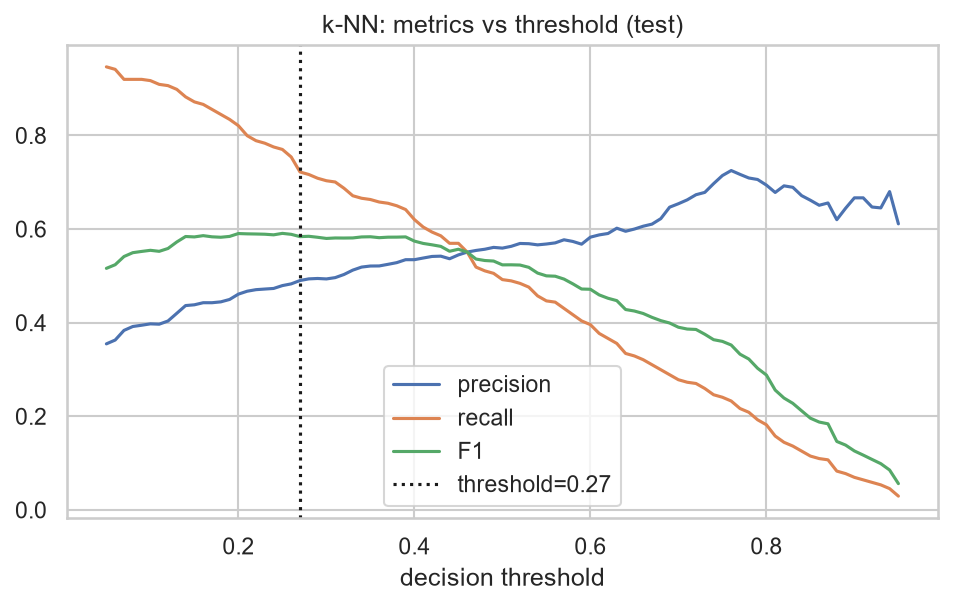 k-NN: metrics vs threshold (test)
0.8
0.6
0.4
0.2
0.0
precision
recall
F1
threshold=0.27
0.2 0.4 0.6 0.8
decision threshold